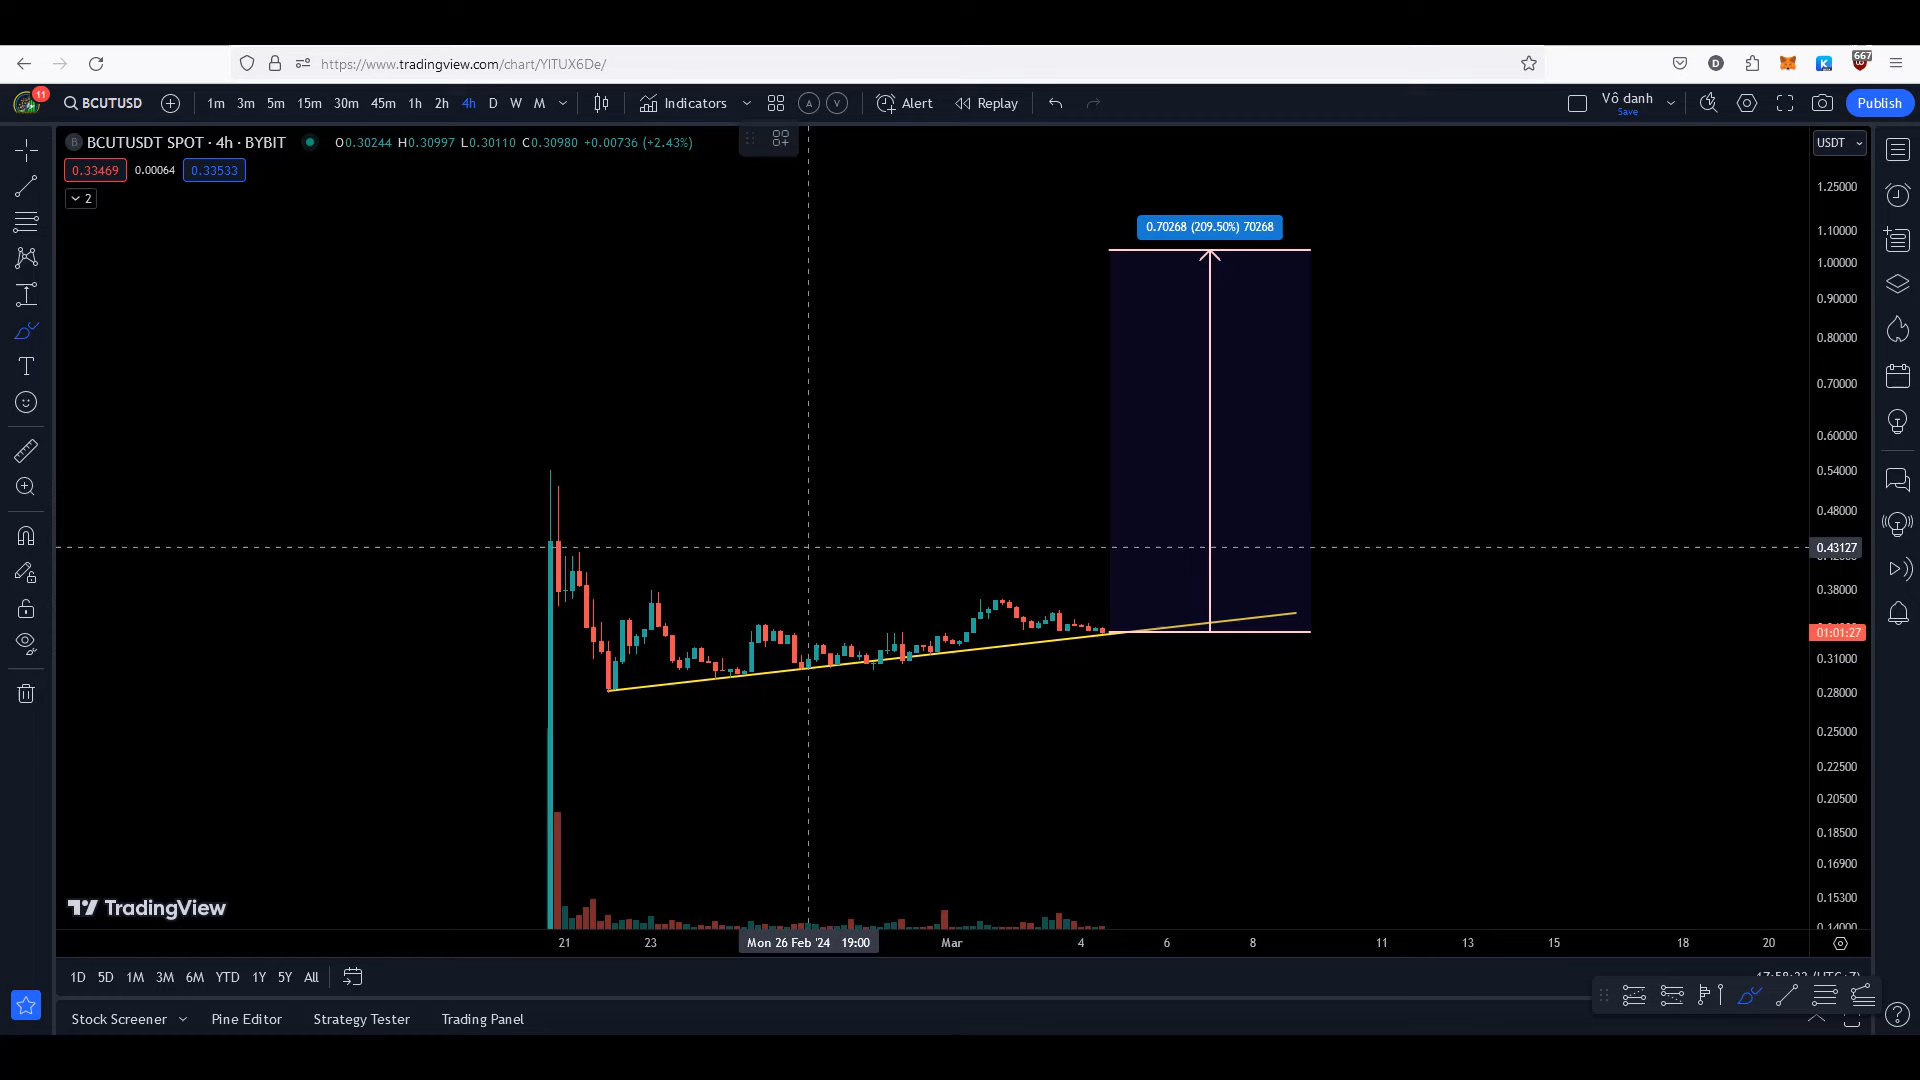 https://www.tradingview.com/chart/YlTUX6De/
667
11
BCUTUSD 1m 3m 5m 15m 30m 45m 1h 2h 4h D W M Indicators A V Alert Replay Vô danh Save Publish
B BCUTUSDT SPOT · 4h · BYBIT O0.30244 H0.30997 L0.30110 C0.30980 +0.00736 (+2.43%)
USDT
0.33469 0.00064 0.33533
2
1.25000
0.70268 (209.50%) 70268
1.10000
1.00000
0.90000
0.80000
0.70000
0.60000
0.54000
0.48000
0.43127
0.38000
01:01:27
0.31000
0.28000
0.25000
0.22500
0.20500
0.18500
0.16900
0.15300
0.14000
TradingView
21 23 Mon 26 Feb '24 19:00 Mar 4 6 8 11 13 15 18 20
1D 5D 1M 3M 6M YTD 1Y 5Y All
Stock Screener Pine Editor Strategy Tester Trading Panel